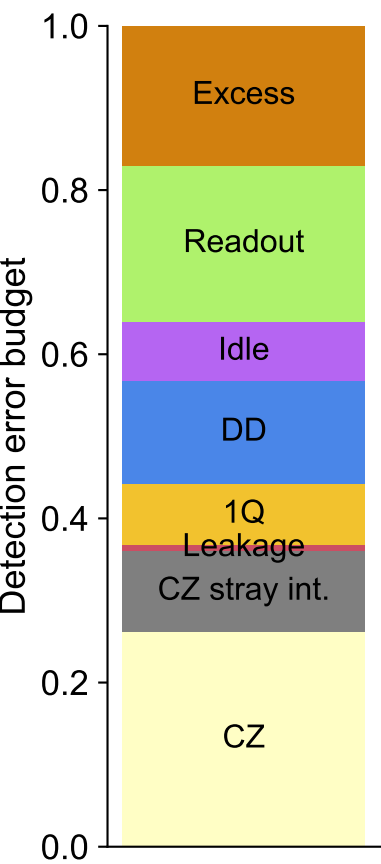 1.0
Excess
0.8
Readout
Idle
0.6
DD
1Q
0.4
Leakage
CZ stray int.
0.2
CZ
0.0
Detection error budget